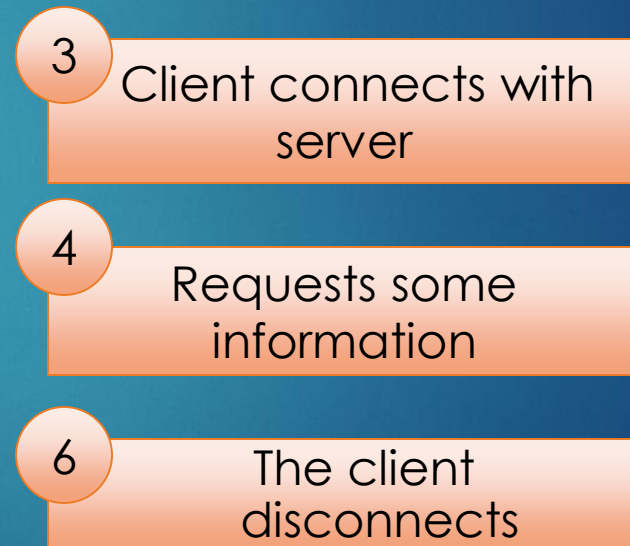 3
Client connects with
server
4
Requests some
information
6
The client
disconnects